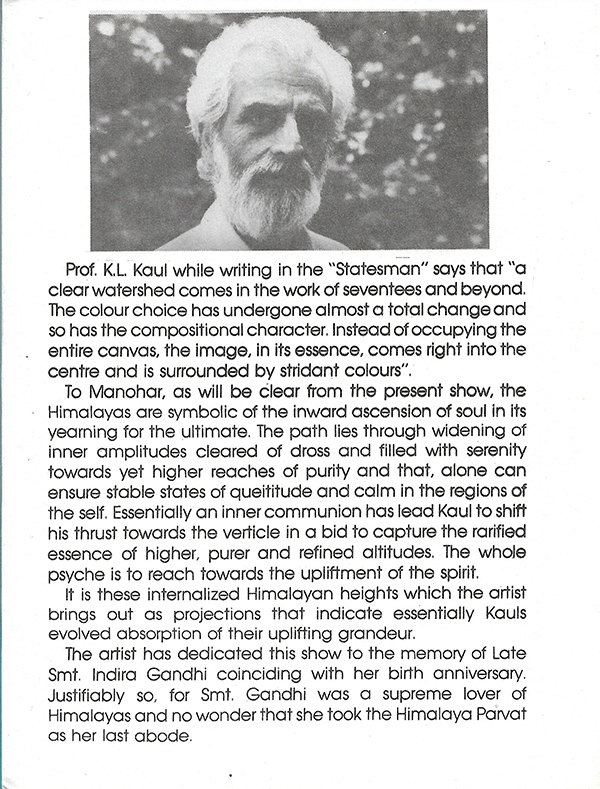 Prof. K.L. Kaul while writing in the “Statesman” says that “a
clear watershed comes in the work of seventees and beyond.
The colour choice has undergone almost a total change and
so has the compositional character. Instead of occupying the
entire canvas, the image, in its essence, comes right into the
centre and is surrounded by stridant colours”.
To Manohar, as will be clear from the present show, the
Himalayas are symbolic of the inward ascension of soul in its
yearning for the ultimate. The path lies through widening of
inner amplitudes cleared of dross and filled with serenity
towards yet higher reaches of purity and that, alone can
ensure stable states of queititude and calm in the regions of
the self. Essentially an inner communion has lead Kaul to shift
his thrust towards the verticle in a bid to capture the rarified
essence of higher, purer and refined altitudes. The whole
psyche is to reach towards the upliftment of the spirit.
It is these internalized Himalayan heights which the artist
brings out as projections that indicate essentially Kauls
evolved absorption of their uplifting grandeur.
The artist has dedicated this show to the memory of Late
Smt. Indira Gandhi coinciding with her birth anniversary.
Justifiably so, for Smt. Gandhi was a supreme lover of
Himalayas and no wonder that she took the Himalaya Parvat
as her last abode.